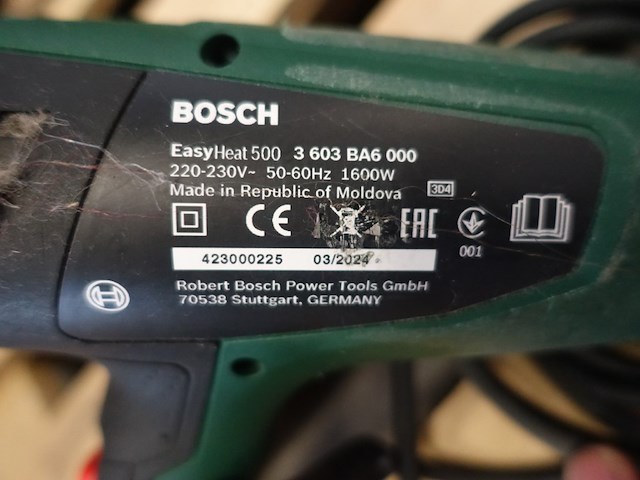 BOSCH
EasyHeat 500 3 603 BA6 000
220-230V~ 50-60Hz 1600W
Made in Republic of Moldova 3D4
CE EAC
001
423000225 03/2024
Robert Bosch Power Tools GmbH
70538 Stuttgart, GERMANY